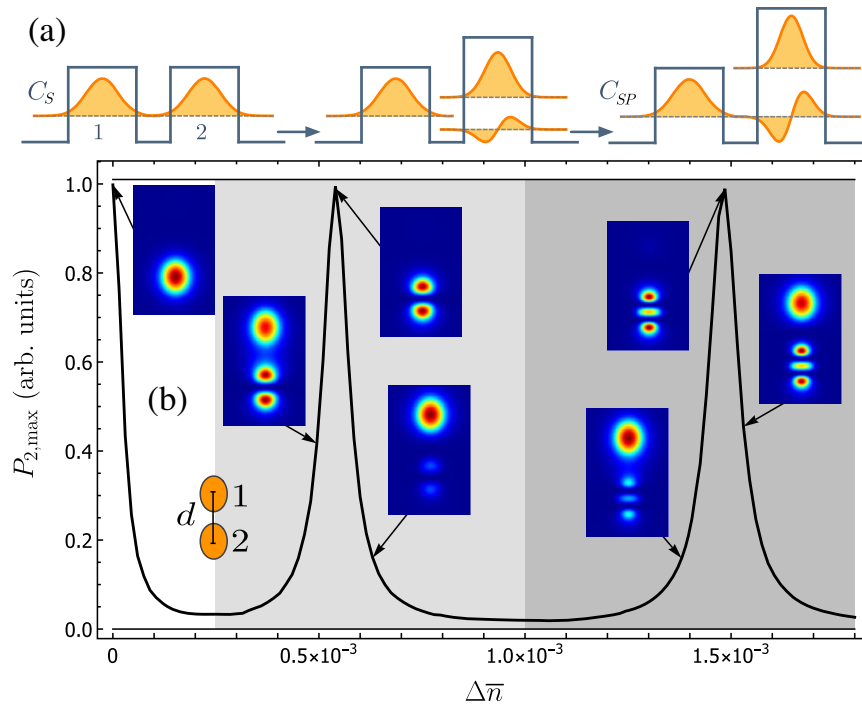 (a)
C_S
C_SP
1 2
1.0
0.8
0.6
0.4
0.2
0.0
P_2,max (arb. units)
(b)
d
1
2
0 0.5×10⁻³ 1.0×10⁻³ 1.5×10⁻³
Δn̅